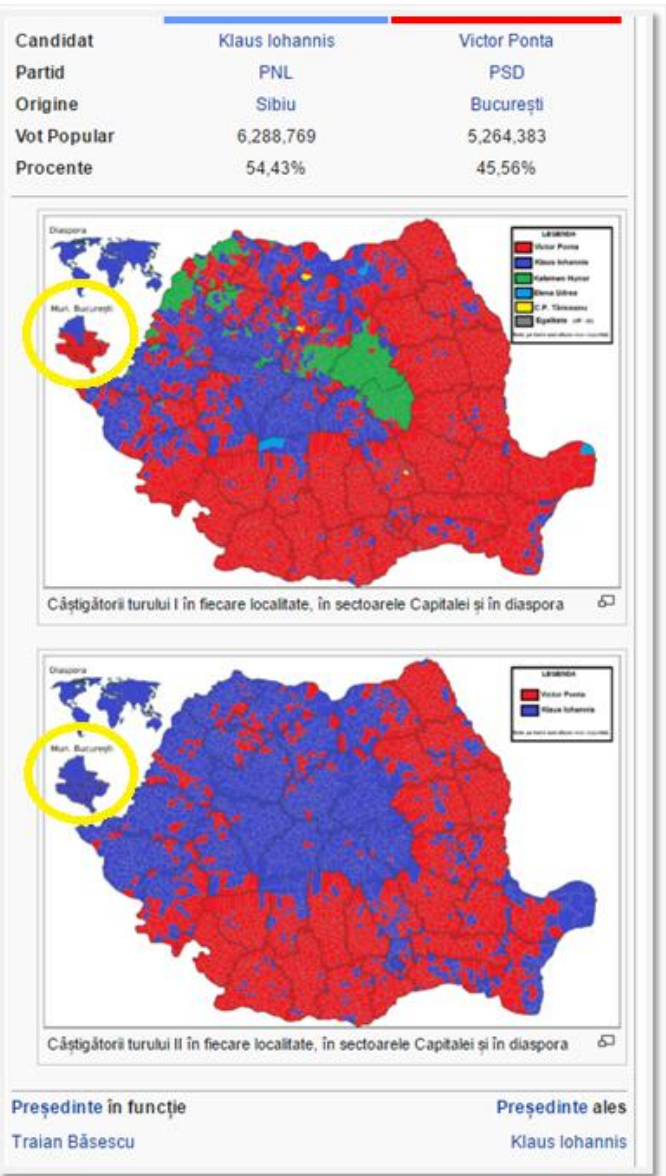 Candidat Klaus Iohannis Victor Ponta
Partid PNL PSD
Origine Sibiu București
Vot Popular 6,288,769 5,264,383
Procente 54,43% 45,56%
Diaspora
Mun. București
LEGENDA
Victor Ponta
Klaus Iohannis
Kelemen Hunor
Elena Udrea
C.P. Tăriceanu
Egalitate
Câștigătorii turului I în fiecare localitate, în sectoarele Capitalei și în diaspora
Diaspora
Mun. București
LEGENDA
Victor Ponta
Klaus Iohannis
Câștigătorii turului II în fiecare localitate, în sectoarele Capitalei și în diaspora
Președinte în funcție Președinte ales
Traian Băsescu Klaus Iohannis